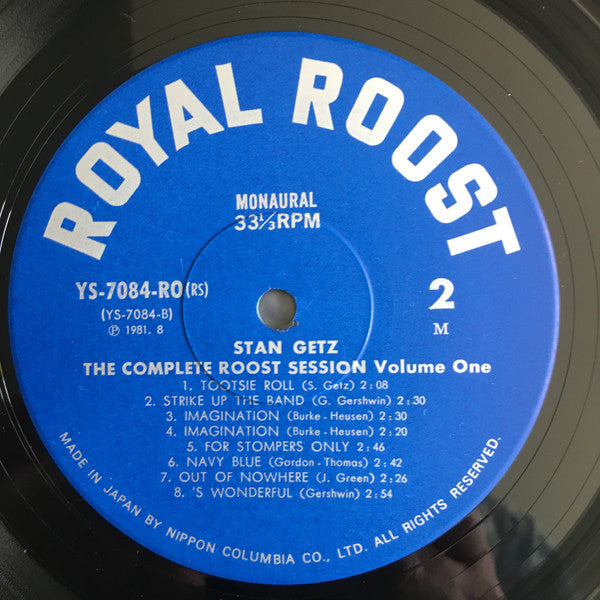 ROYAL ROOST
MONAURAL
33⅓RPM
YS-7084-RO(RS)
(YS-7084-B)
Ⓟ 1981. 8
2
M
STAN GETZ
THE COMPLETE ROOST SESSION Volume One
1. TOOTSIE ROLL (S. Getz) 2:08
2. STRIKE UP THE BAND (G. Gershwin) 2:30
3. IMAGINATION (Burke-Heusen) 2:30
4. IMAGINATION (Burke-Heusen) 2:20
5. FOR STOMPERS ONLY 2:46
6. NAVY BLUE (Gordon-Thomas) 2:42
7. OUT OF NOWHERE (J. Green) 2:26
8. 'S WONDERFUL (Gershwin) 2:54
MADE IN JAPAN BY NIPPON COLUMBIA CO., LTD. ALL RIGHTS RESERVED.